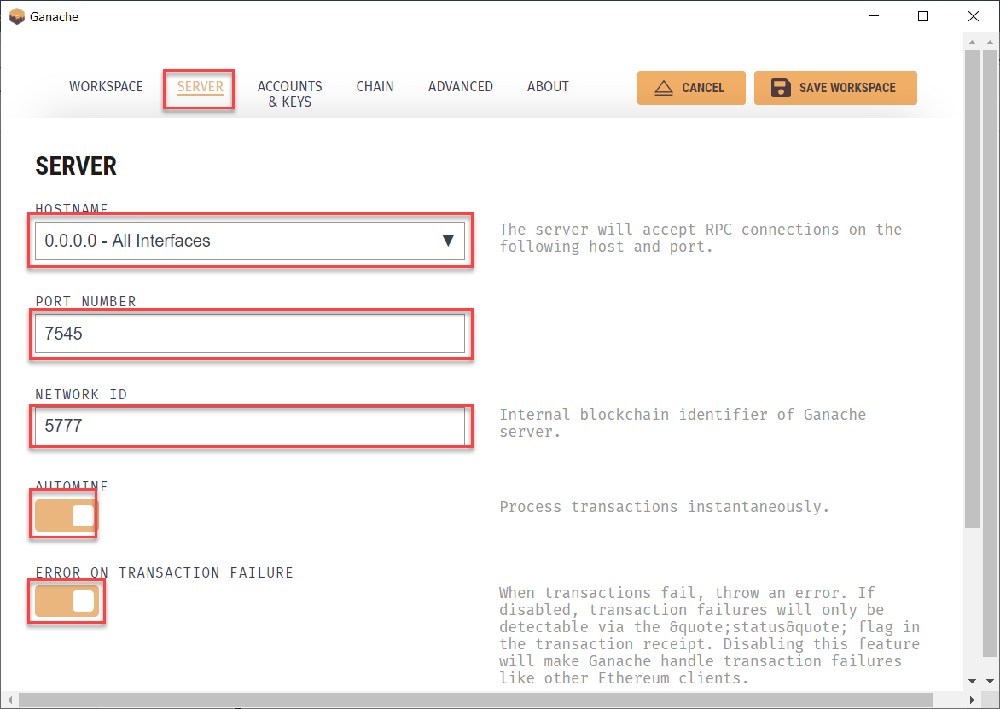 Ganache
WORKSPACE SERVER ACCOUNTS & KEYS CHAIN ADVANCED ABOUT CANCEL SAVE WORKSPACE
SERVER
HOSTNAME
0.0.0.0 - All Interfaces
The server will accept RPC connections on the
following host and port.
PORT NUMBER
7545
NETWORK ID
5777
Internal blockchain identifier of Ganache
server.
AUTOMINE
Process transactions instantaneously.
ERROR ON TRANSACTION FAILURE
When transactions fail, throw an error. If
disabled, transaction failures will only be
detectable via the &quote;status&quote; flag in
the transaction receipt. Disabling this feature
will make Ganache handle transaction failures
like other Ethereum clients.